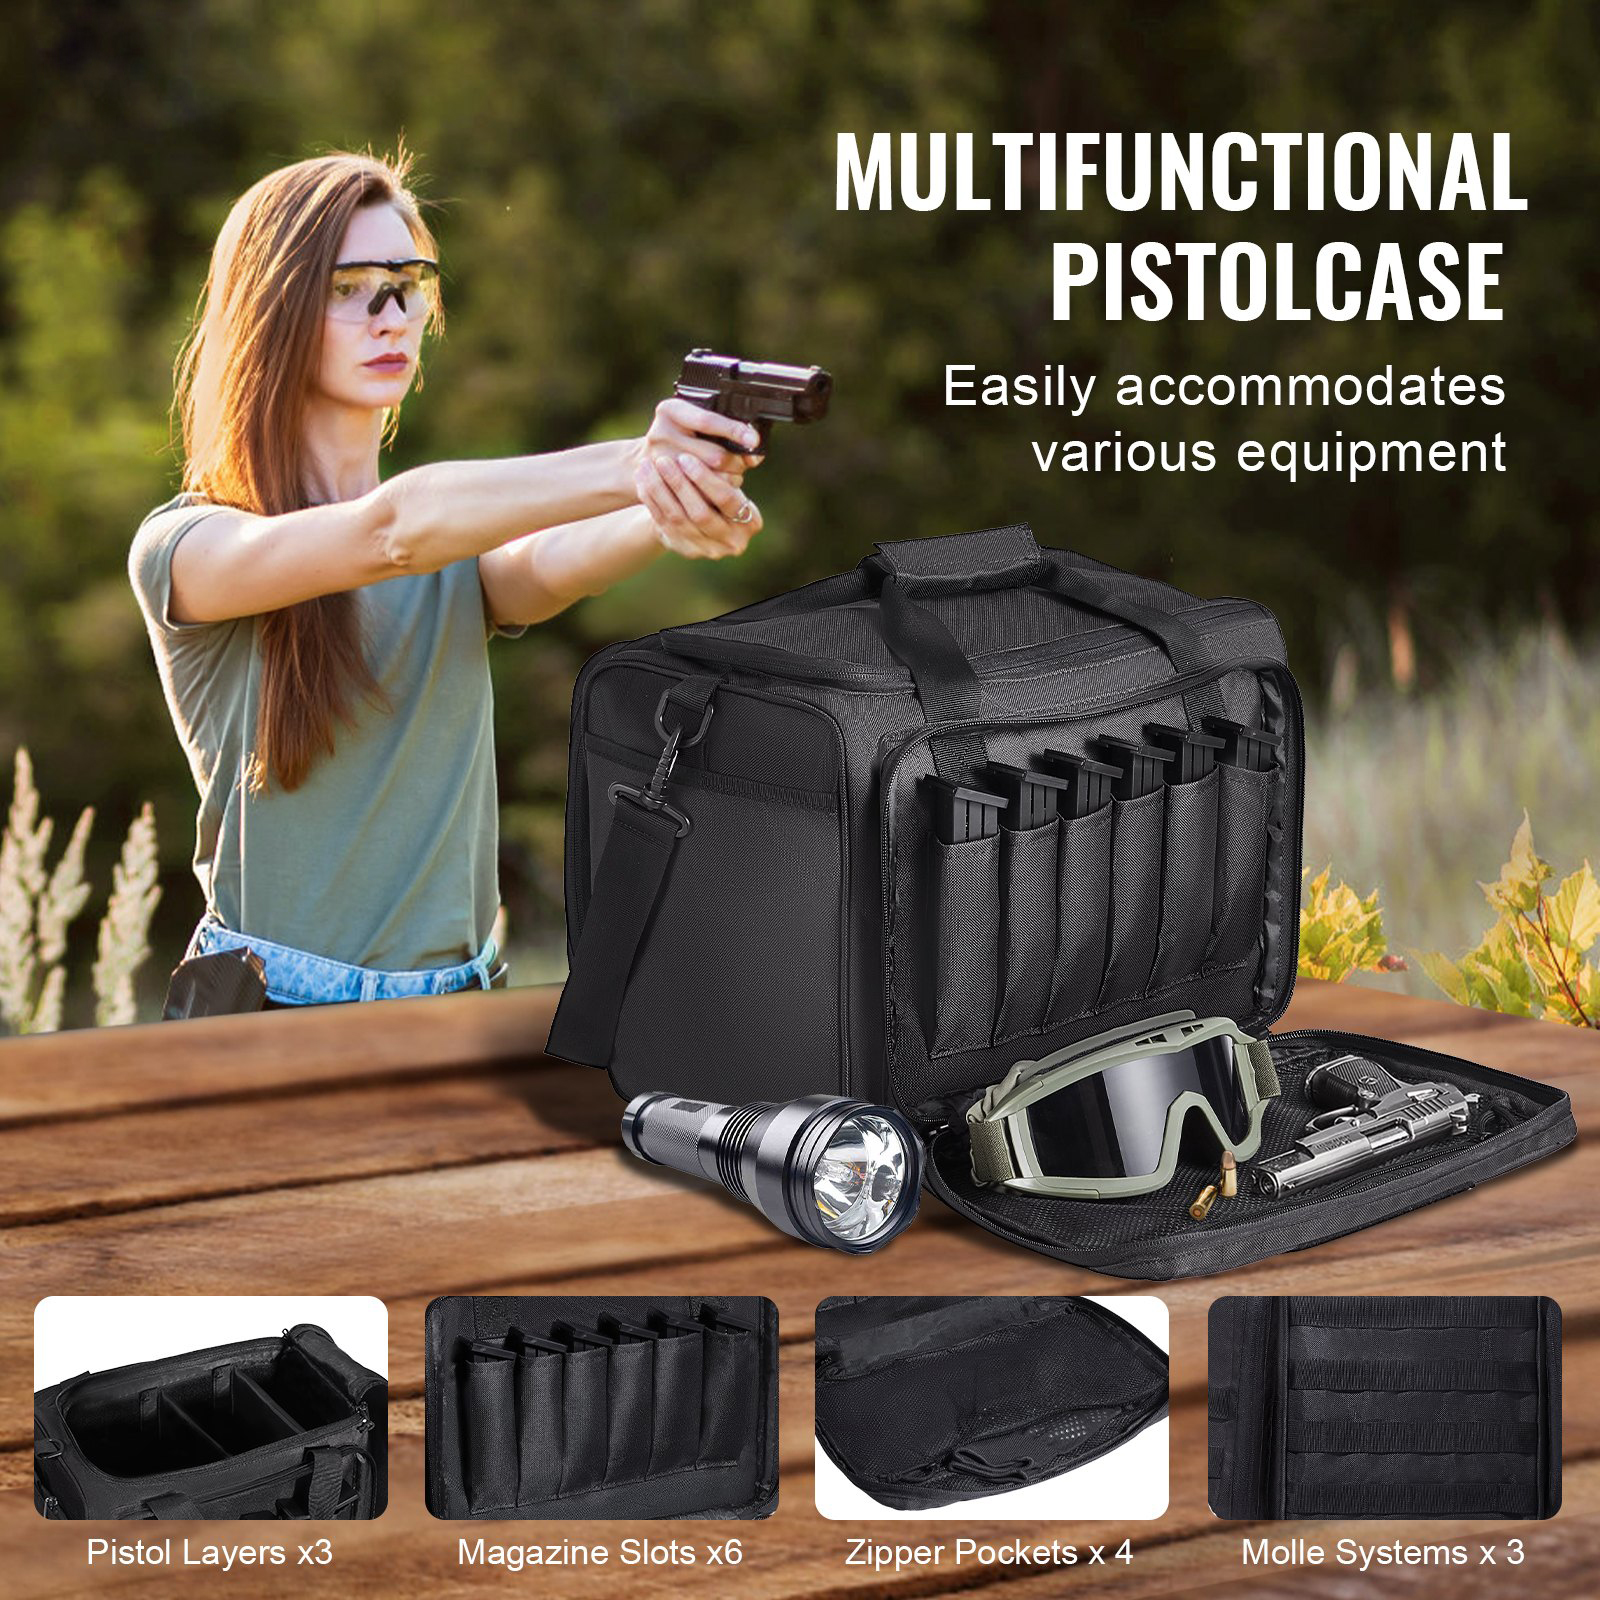 MULTIFUNCTIONAL
PISTOLCASE
Easily accommodates
various equipment
Pistol Layers x3
Magazine Slots x6
Zipper Pockets x 4
Molle Systems x 3